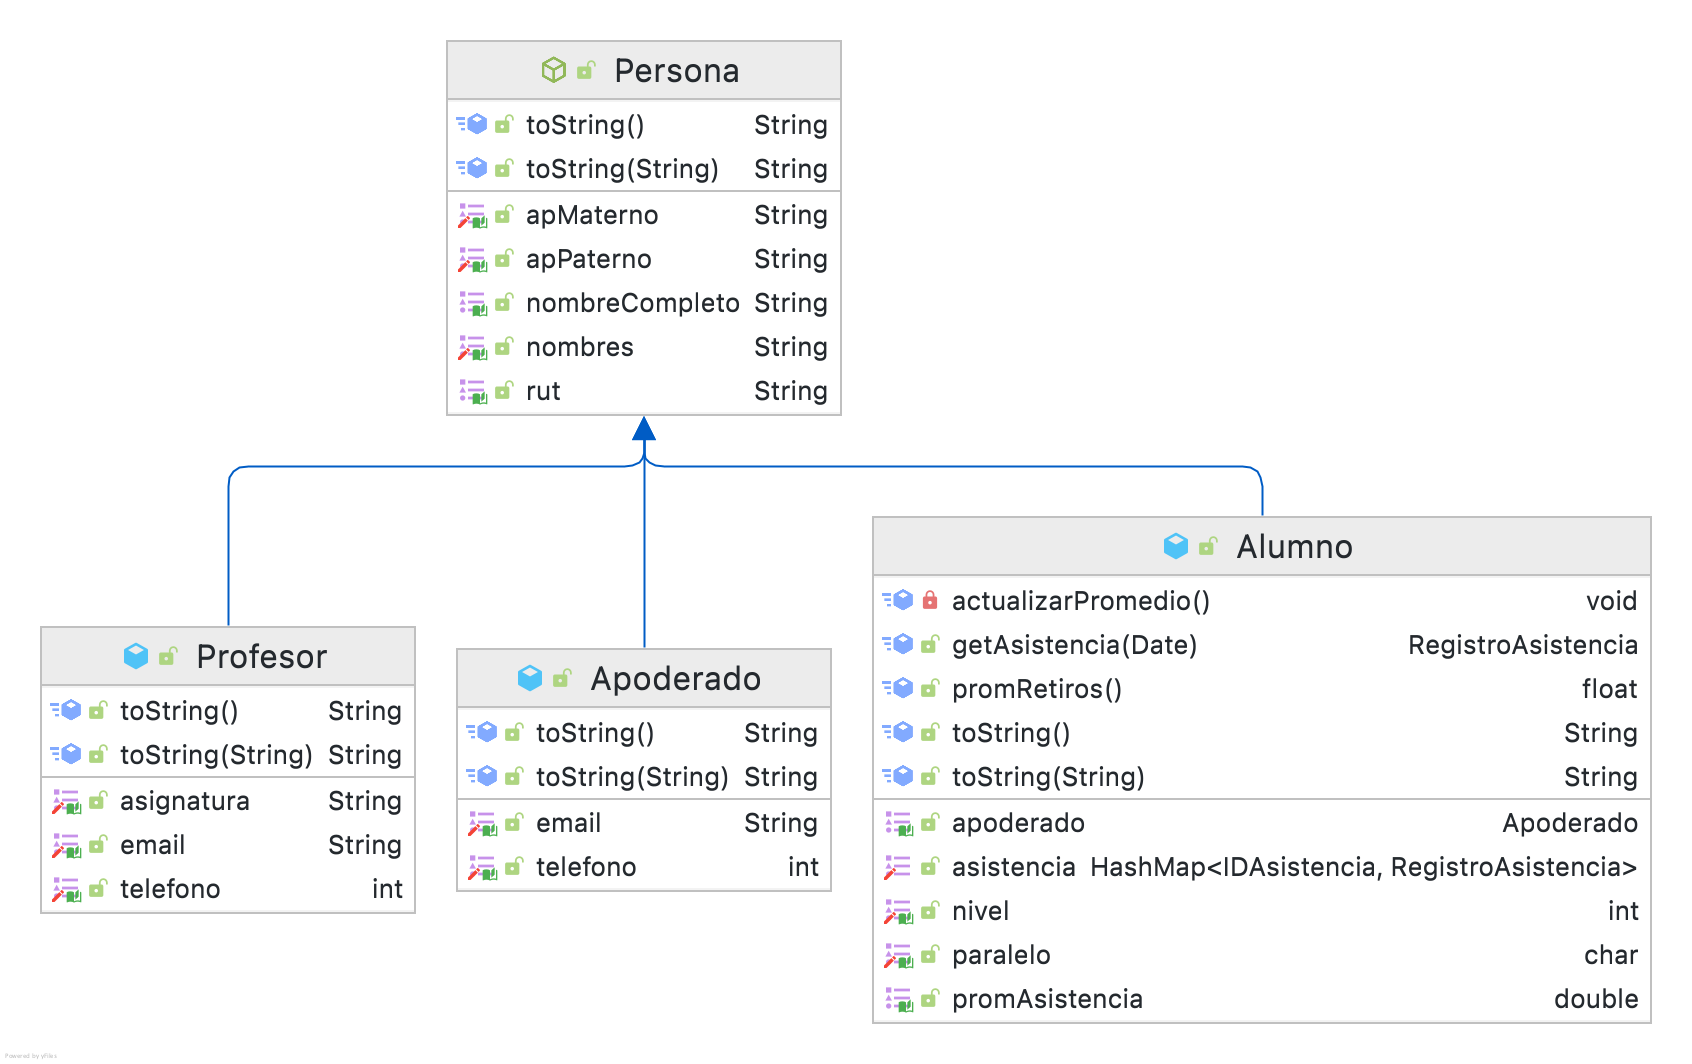 Persona
toString() String
toString(String) String
apMaterno String
apPaterno String
nombreCompleto String
nombres String
rut String
Profesor
toString() String
toString(String) String
asignatura String
email String
telefono int
Apoderado
toString() String
toString(String) String
email String
telefono int
Alumno
actualizarPromedio() void
getAsistencia(Date) RegistroAsistencia
promRetiros() float
toString() String
toString(String) String
apoderado Apoderado
asistencia HashMap<IDAsistencia, RegistroAsistencia>
nivel int
paralelo char
promAsistencia double
Powered by yFiles